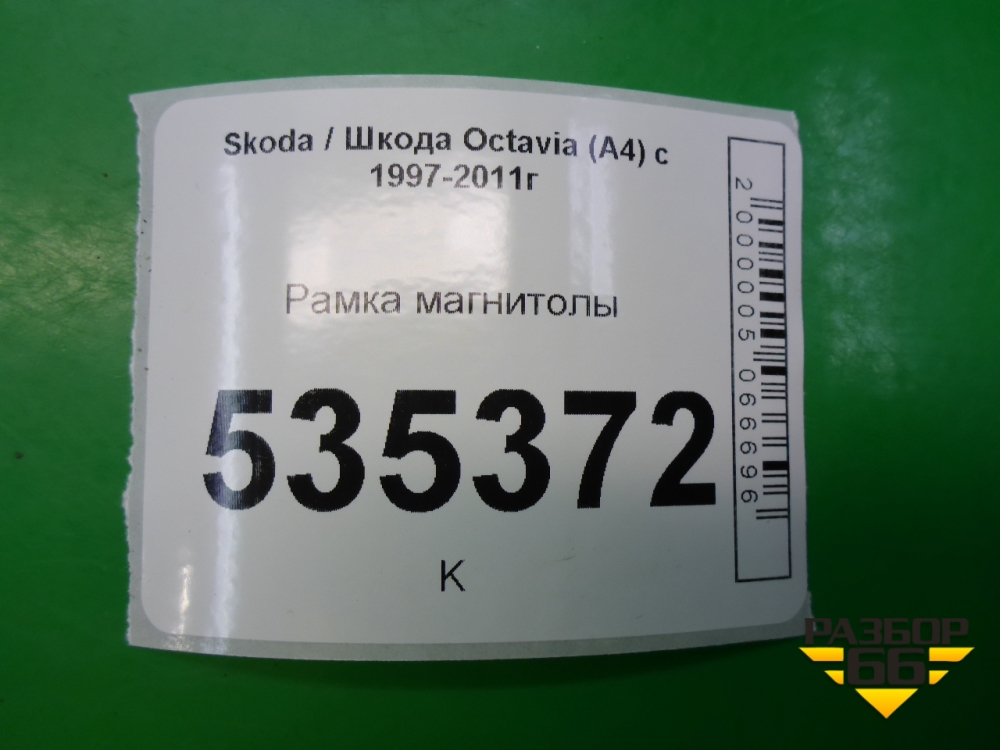 Skoda / Шкода Octavia (A4) с
1997-2011г
Рамка магнитолы
535372
К
2000005066696
РАЗБОР
66